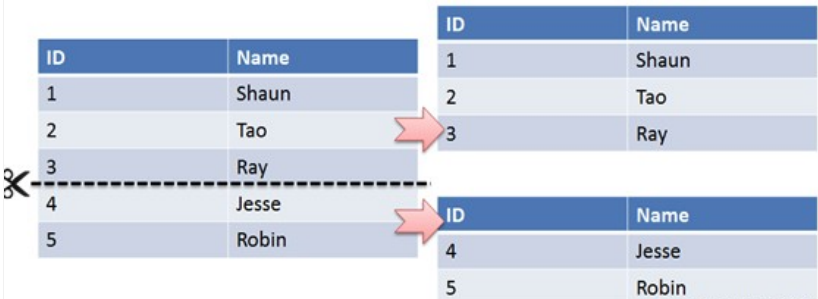 ID Name
1 Shaun
2 Tao
3 Ray
4 Jesse
5 Robin
ID Name
1 Shaun
2 Tao
3 Ray
ID Name
4 Jesse
5 Robin